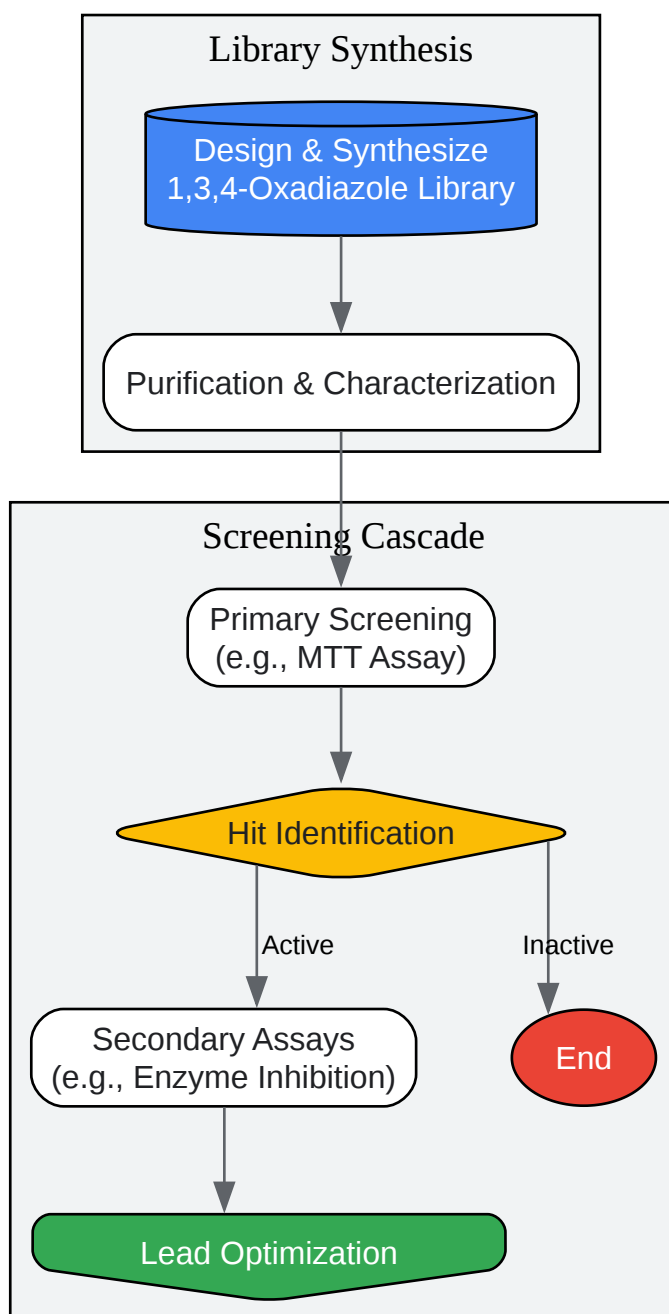 Library Synthesis
Design & Synthesize
1,3,4-Oxadiazole Library
Purification & Characterization
Screening Cascade
Primary Screening
(e.g., MTT Assay)
Hit Identification
Active
Inactive
Secondary Assays
(e.g., Enzyme Inhibition)
End
Lead Optimization